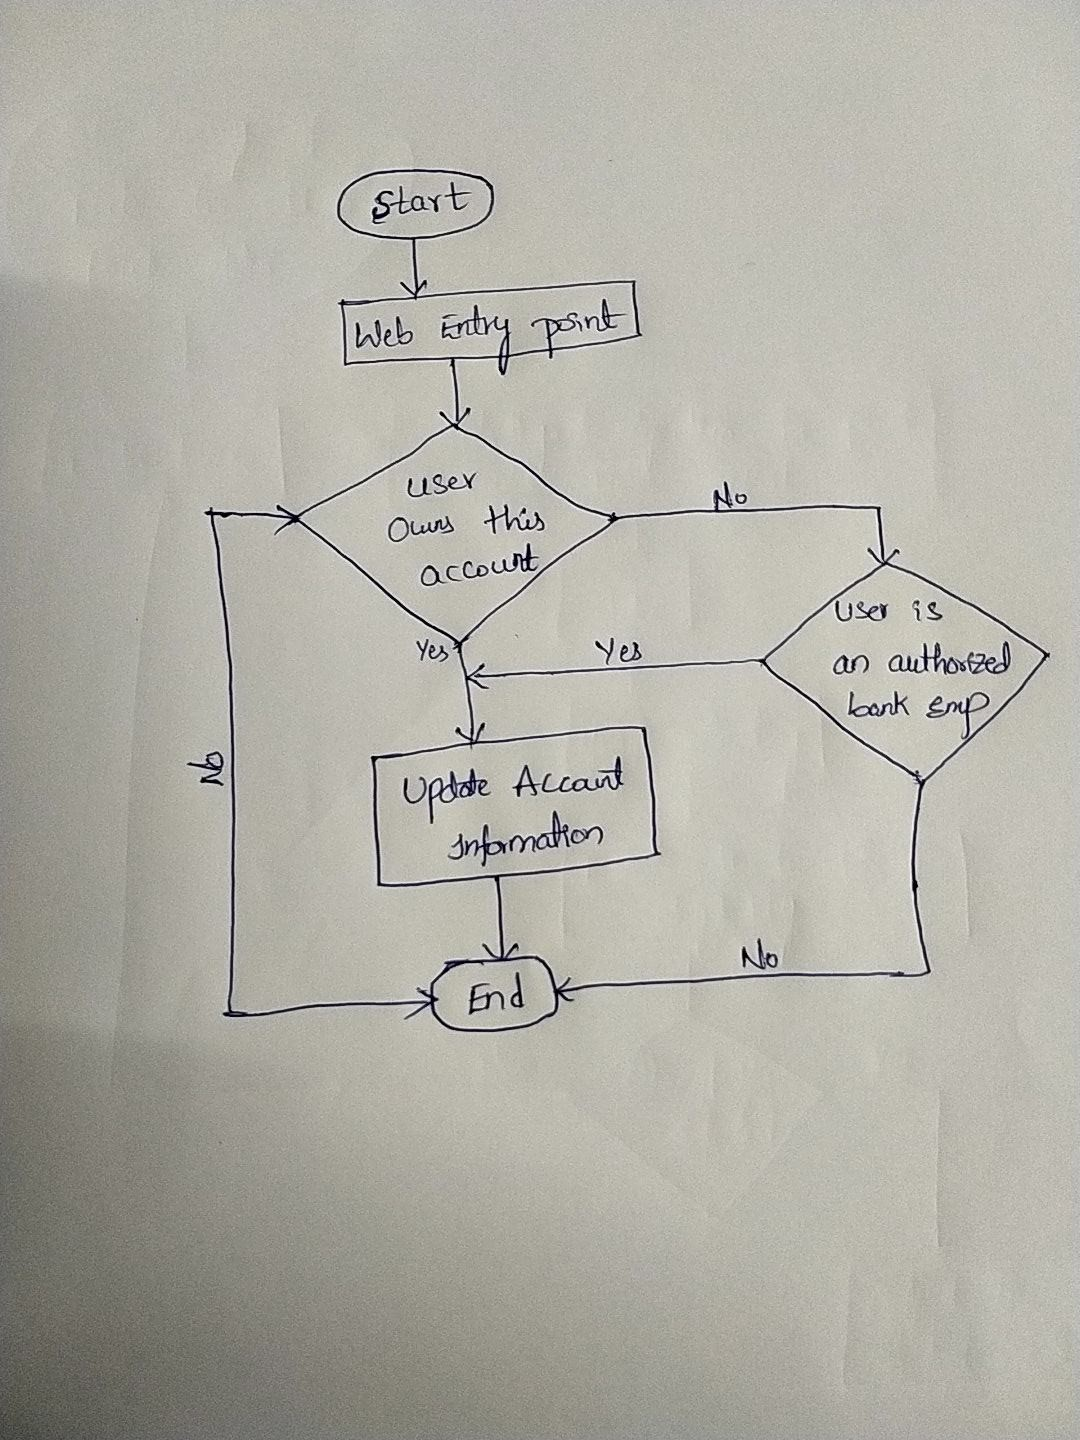 Start
Web Entry point
user
Owns this
account
No
User is
an authorized
bank Emp
Yes
Yes
No
Update Account
Information
No
End